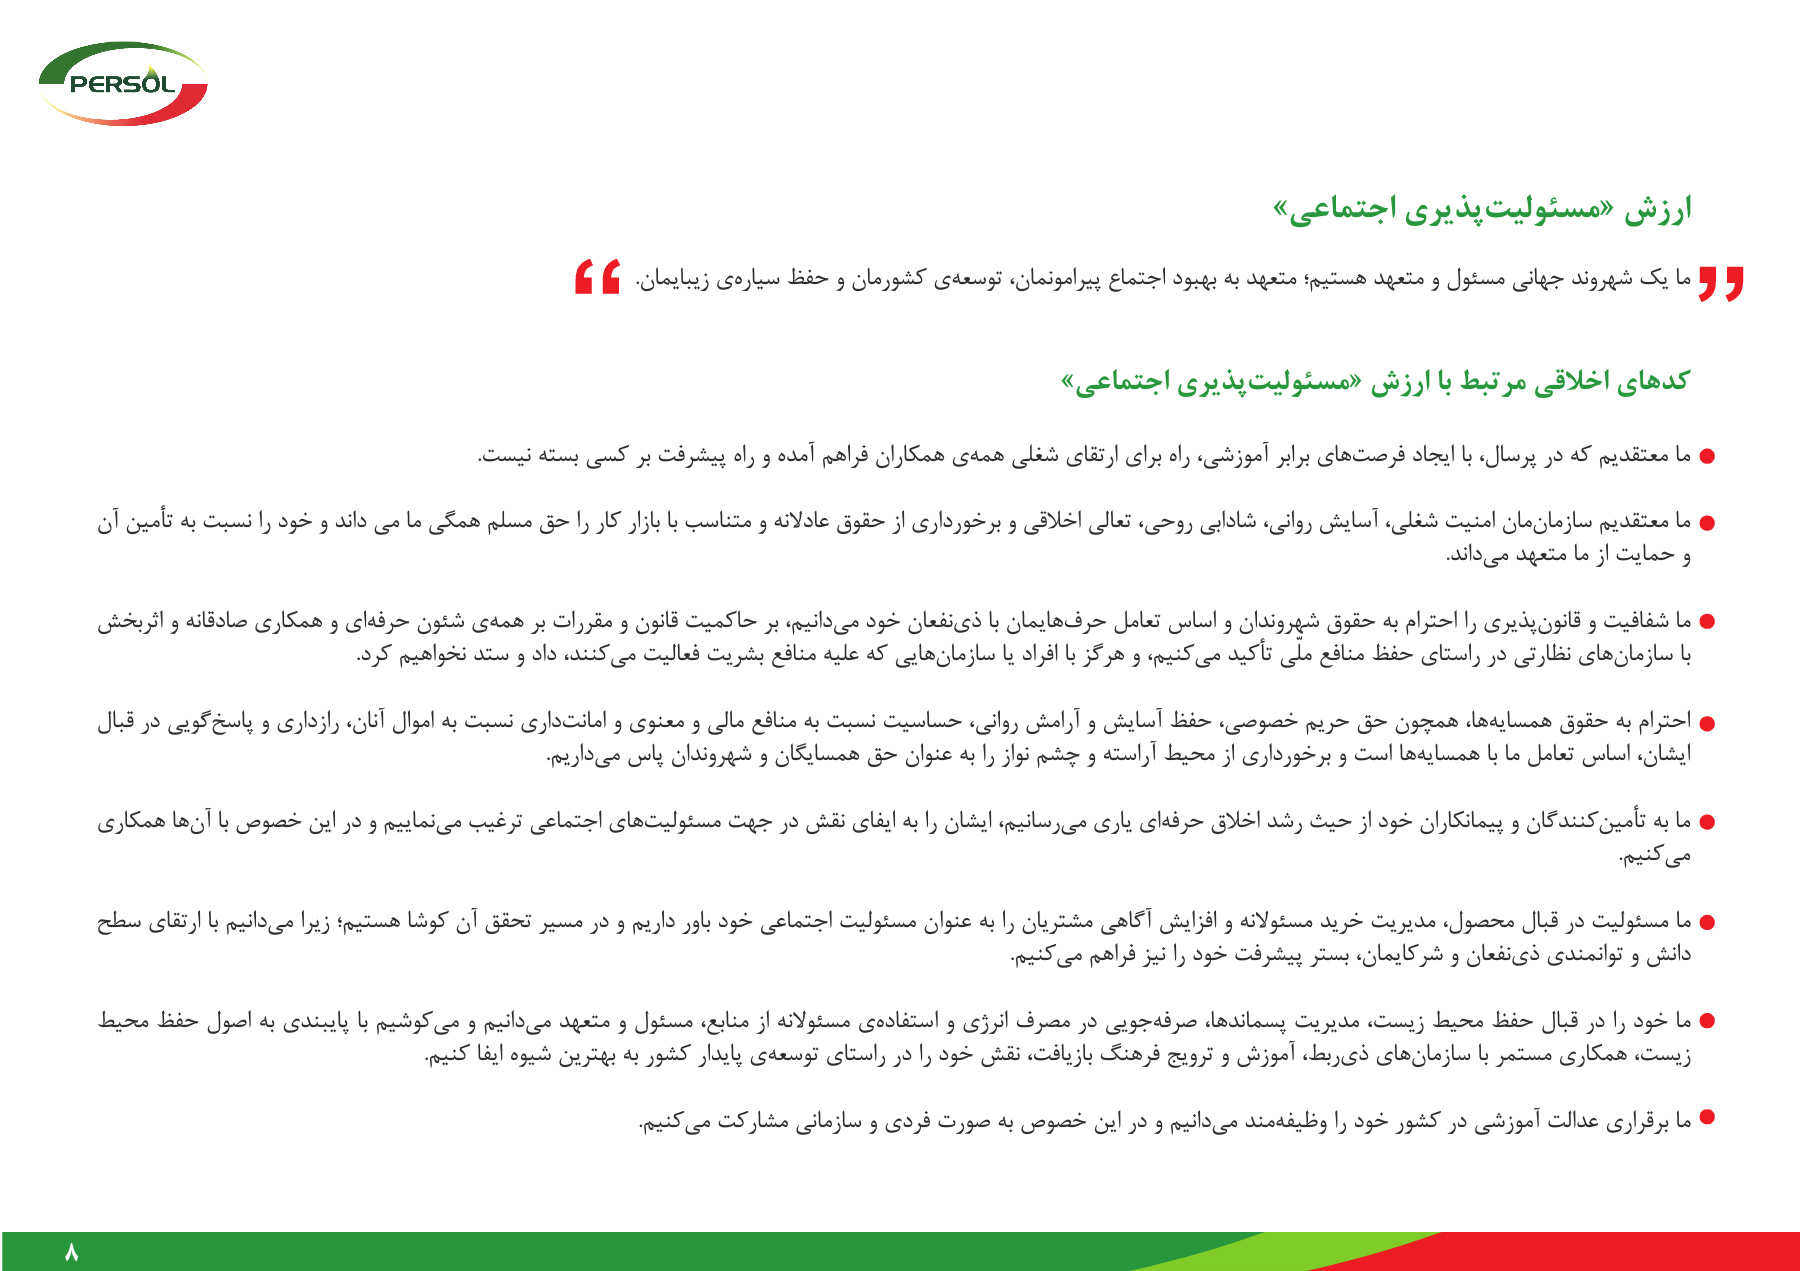 PERSOL
ارزش «مسئولیت‌پذیری اجتماعی»
ما یک شهروند جهانی مسئول و متعهد هستیم؛ متعهد به بهبود اجتماع پیرامونمان، توسعه‌ی کشورمان و حفظ سیاره‌ی زیبایمان.
کدهای اخلاقی مرتبط با ارزش «مسئولیت‌پذیری اجتماعی»
● ما معتقدیم که در پرسال، با ایجاد فرصت‌های برابر آموزشی، راه برای ارتقای شغلی همه‌ی همکاران فراهم آمده و راه پیشرفت بر کسی بسته نیست.
● ما معتقدیم سازمان‌مان امنیت شغلی، آسایش روانی، شادابی روحی، تعالی اخلاقی و برخورداری از حقوق عادلانه و متناسب با بازار کار را حق مسلم همگی ما می داند و خود را نسبت به تأمین آن
و حمایت از ما متعهد می‌داند.
● ما شفافیت و قانون‌پذیری را احترام به حقوق شهروندان و اساس تعامل حرف‌هایمان با ذی‌نفعان خود می‌دانیم، بر حاکمیت قانون و مقررات بر همه‌ی شئون حرفه‌ای و همکاری صادقانه و اثربخش
با سازمان‌های نظارتی در راستای حفظ منافع ملّی تأکید می‌کنیم، و هرگز با افراد یا سازمان‌هایی که علیه منافع بشریت فعالیت می‌کنند، داد و ستد نخواهیم کرد.
● احترام به حقوق همسایه‌ها، همچون حق حریم خصوصی، حفظ آسایش و آرامش روانی، حساسیت نسبت به منافع مالی و معنوی و امانت‌داری نسبت به اموال آنان، رازداری و پاسخ‌گویی در قبال
ایشان، اساس تعامل ما با همسایه‌ها است و برخورداری از محیط آراسته و چشم نواز را به عنوان حق همسایگان و شهروندان پاس می‌داریم.
● ما به تأمین‌کنندگان و پیمانکاران خود از حیث رشد اخلاق حرفه‌ای یاری می‌رسانیم، ایشان را به ایفای نقش در جهت مسئولیت‌های اجتماعی ترغیب می‌نماییم و در این خصوص با آن‌ها همکاری
می‌کنیم.
● ما مسئولیت در قبال محصول، مدیریت خرید مسئولانه و افزایش آگاهی مشتریان را به عنوان مسئولیت اجتماعی خود باور داریم و در مسیر تحقق آن کوشا هستیم؛ زیرا می‌دانیم با ارتقای سطح
دانش و توانمندی ذی‌نفعان و شرکایمان، بستر پیشرفت خود را نیز فراهم می‌کنیم.
● ما خود را در قبال حفظ محیط زیست، مدیریت پسماندها، صرفه‌جویی در مصرف انرژی و استفاده‌ی مسئولانه از منابع، مسئول و متعهد می‌دانیم و می‌کوشیم با پایبندی به اصول حفظ محیط
زیست، همکاری مستمر با سازمان‌های ذی‌ربط، آموزش و ترویج فرهنگ بازیافت، نقش خود را در راستای توسعه‌ی پایدار کشور به بهترین شیوه ایفا کنیم.
● ما برقراری عدالت آموزشی در کشور خود را وظیفه‌مند می‌دانیم و در این خصوص به صورت فردی و سازمانی مشارکت می‌کنیم.
۸